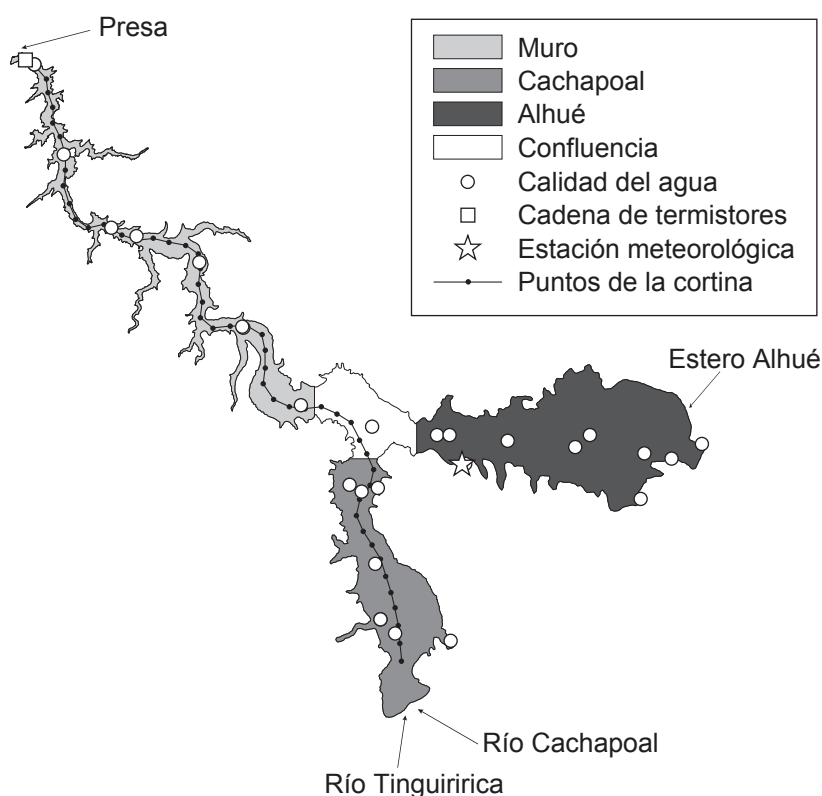 Presa
Muro
Cachapoal
Alhué
Confluencia
Calidad del agua
Cadena de termistores
Estación meteorológica
Puntos de la cortina
Estero Alhué
Río Cachapoal
Río Tinguiririca